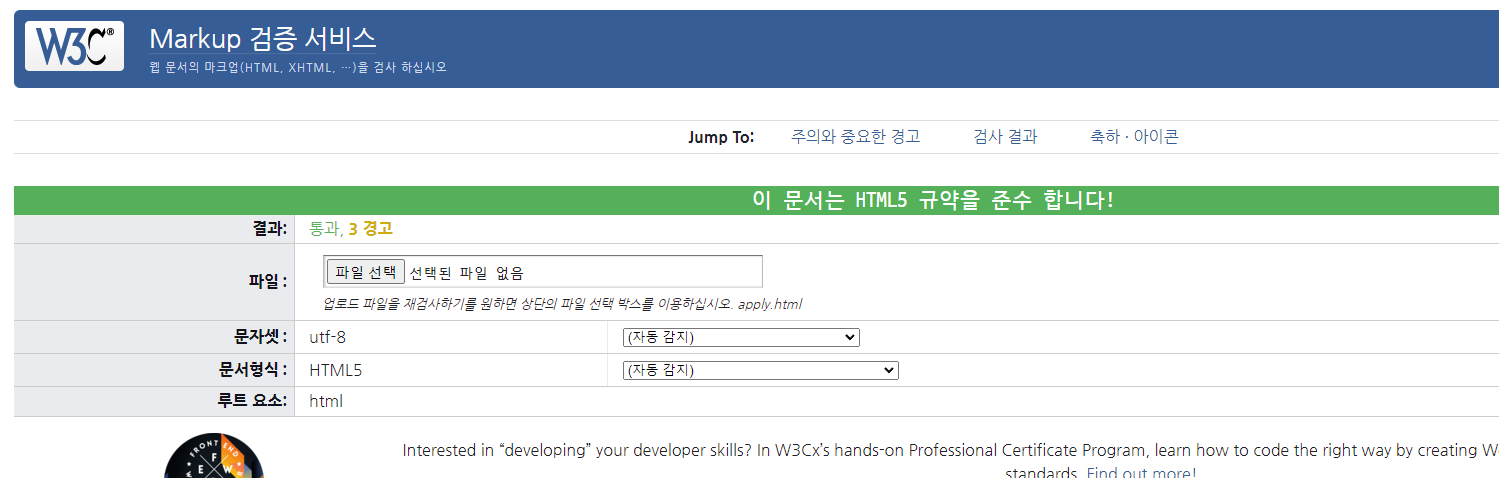 W3C®
Markup 검증 서비스
웹 문서의 마크업(HTML, XHTML, …)을 검사 하십시오
Jump To: 주의와 중요한 경고 검사 결과 축하 · 아이콘
이 문서는 HTML5 규약을 준수 합니다!
결과: 통과, 3 경고
파일 : 파일 선택 선택된 파일 없음
업로드 파일을 재검사하기를 원하면 상단의 파일 선택 박스를 이용하십시오. apply.html
문자셋 : utf-8 (자동 감지)
문서형식 : HTML5 (자동 감지)
루트 요소: html
FRONT END
E F W
Interested in “developing” your developer skills? In W3Cx’s hands-on Professional Certificate Program, learn how to code the right way by creating
standards. Find out more!